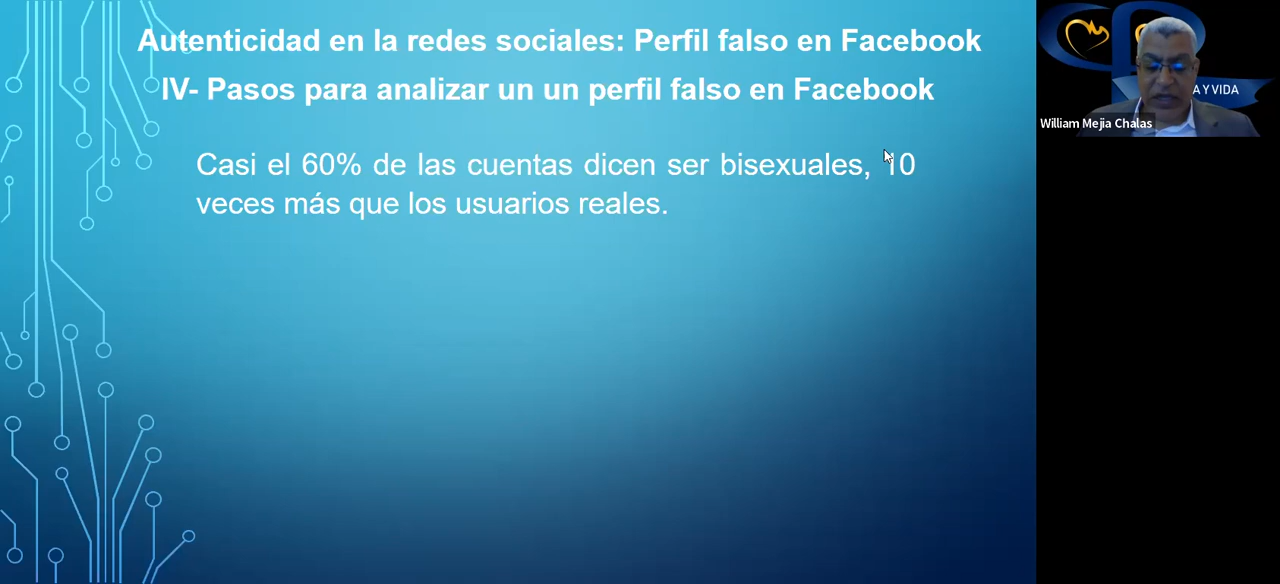 Autenticidad en la redes sociales: Perfil falso en Facebook
IV- Pasos para analizar un un perfil falso en Facebook
Casi el 60% de las cuentas dicen ser bisexuales, 10
veces más que los usuarios reales.
A Y VIDA
William Mejia Chalas